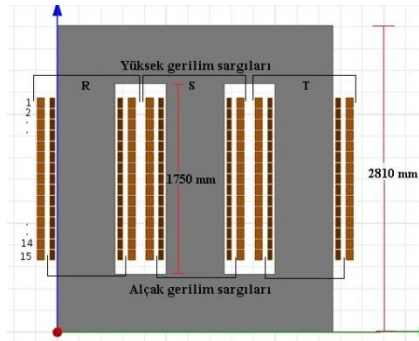 Yüksek gerilim sargıları
R S T
1
2
.
.
1750 mm
2810 mm
.
.
14
15
Alçak gerilim sargıları